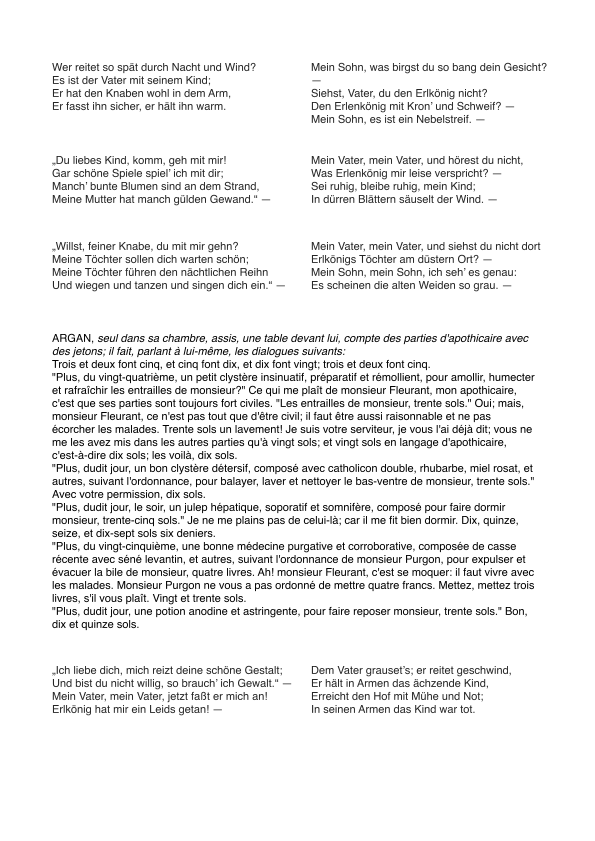 Wer reitet so spät durch Nacht und Wind?
Es ist der Vater mit seinem Kind;
Er hat den Knaben wohl in dem Arm,
Er fasst ihn sicher, er hält ihn warm.
Mein Sohn, was birgst du so bang dein Gesicht?
—
Siehst, Vater, du den Erlkönig nicht?
Den Erlenkönig mit Kron’ und Schweif? —
Mein Sohn, es ist ein Nebelstreif. —
„Du liebes Kind, komm, geh mit mir!
Gar schöne Spiele spiel’ ich mit dir;
Manch’ bunte Blumen sind an dem Strand,
Meine Mutter hat manch gülden Gewand.“ —
Mein Vater, mein Vater, und hörest du nicht,
Was Erlenkönig mir leise verspricht? —
Sei ruhig, bleibe ruhig, mein Kind;
In dürren Blättern säuselt der Wind. —
„Willst, feiner Knabe, du mit mir gehn?
Meine Töchter sollen dich warten schön;
Meine Töchter führen den nächtlichen Reihn
Und wiegen und tanzen und singen dich ein.“ —
Mein Vater, mein Vater, und siehst du nicht dort
Erlkönigs Töchter am düstern Ort? —
Mein Sohn, mein Sohn, ich seh’ es genau:
Es scheinen die alten Weiden so grau. —
ARGAN, seul dans sa chambre, assis, une table devant lui, compte des parties d'apothicaire avec
des jetons; il fait, parlant à lui-même, les dialogues suivants:
Trois et deux font cinq, et cinq font dix, et dix font vingt; trois et deux font cinq.
"Plus, du vingt-quatrième, un petit clystère insinuatif, préparatif et rémollient, pour amollir, humecter
et rafraîchir les entrailles de monsieur?" Ce qui me plaît de monsieur Fleurant, mon apothicaire,
c'est que ses parties sont toujours fort civiles. "Les entrailles de monsieur, trente sols." Oui; mais,
monsieur Fleurant, ce n'est pas tout que d'être civil; il faut être aussi raisonnable et ne pas
écorcher les malades. Trente sols un lavement! Je suis votre serviteur, je vous l'ai déjà dit; vous ne
me les avez mis dans les autres parties qu'à vingt sols; et vingt sols en langage d'apothicaire,
c'est-à-dire dix sols; les voilà, dix sols.
"Plus, dudit jour, un bon clystère détersif, composé avec catholicon double, rhubarbe, miel rosat, et
autres, suivant l'ordonnance, pour balayer, laver et nettoyer le bas-ventre de monsieur, trente sols."
Avec votre permission, dix sols.
"Plus, dudit jour, le soir, un julep hépatique, soporatif et somnifère, composé pour faire dormir
monsieur, trente-cinq sols." Je ne me plains pas de celui-là; car il me fit bien dormir. Dix, quinze,
seize, et dix-sept sols six deniers.
"Plus, du vingt-cinquième, une bonne médecine purgative et corroborative, composée de casse
récente avec séné levantin, et autres, suivant l'ordonnance de monsieur Purgon, pour expulser et
évacuer la bile de monsieur, quatre livres. Ah! monsieur Fleurant, c'est se moquer: il faut vivre avec
les malades. Monsieur Purgon ne vous a pas ordonné de mettre quatre francs. Mettez, mettez trois
livres, s'il vous plaît. Vingt et trente sols.
"Plus, dudit jour, une potion anodine et astringente, pour faire reposer monsieur, trente sols." Bon,
dix et quinze sols.
„Ich liebe dich, mich reizt deine schöne Gestalt;
Und bist du nicht willig, so brauch’ ich Gewalt.“ —
Mein Vater, mein Vater, jetzt faßt er mich an!
Erlkönig hat mir ein Leids getan! —
Dem Vater grauset’s; er reitet geschwind,
Er hält in Armen das ächzende Kind,
Erreicht den Hof mit Mühe und Not;
In seinen Armen das Kind war tot.